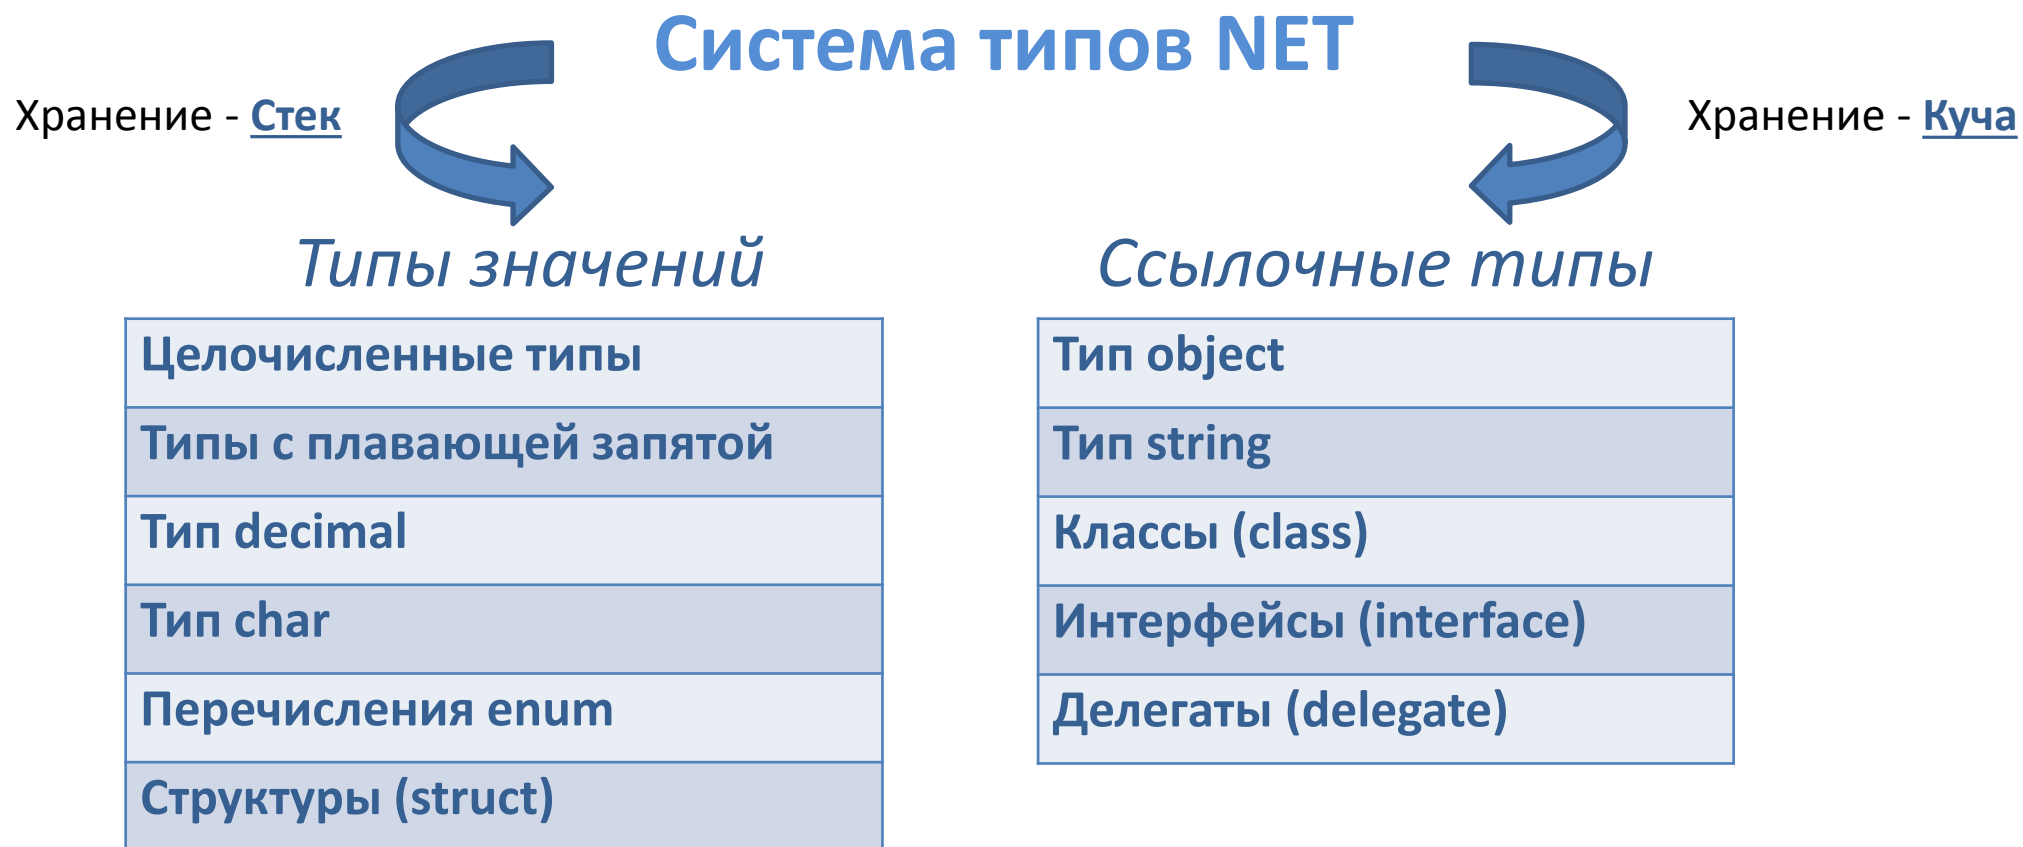 Система типов NET
Хранение - Стек
Хранение - Куча
Типы значений
Целочисленные типы
Типы с плавающей запятой
Тип decimal
Тип char
Перечисления enum
Структуры (struct)
Ссылочные типы
Тип object
Тип string
Классы (class)
Интерфейсы (interface)
Делегаты (delegate)